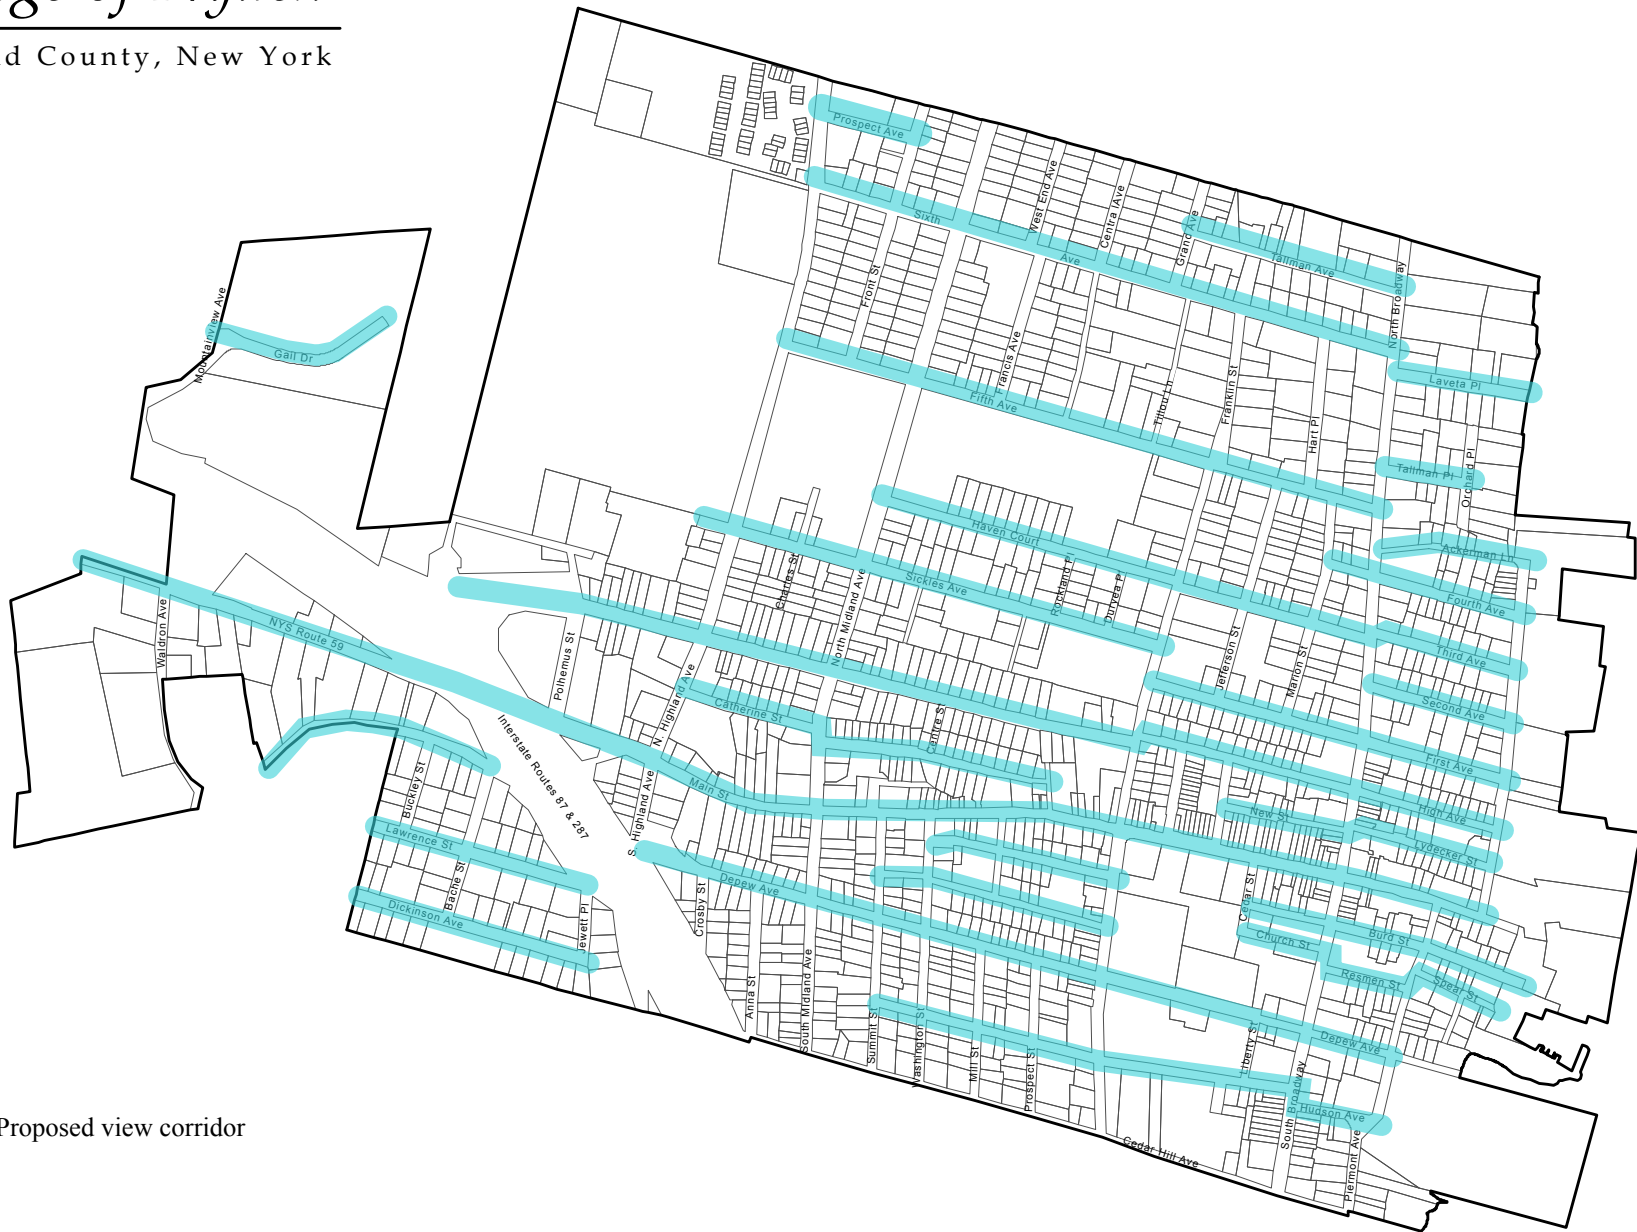 County, New York
Prospect Ave
Sixth
Ave
West End Ave
Central Ave
Grand Ave
Tallman Ave
North Broadway
Front St
Mountainview Ave
Gail Dr
Francis Ave
Fifth Ave
Tillou Ln
Franklin St
Hart Pl
Laveta Pl
Tallman Pl
Orchard Pl
Haven Court
Ackerman Ln
Sickles Ave
Charles St
North Midland Ave
Rockland Pl
Duryea P
Fourth Ave
Waldron Ave
NYS Route 59
Polhemus St
Jefferson St
Marion St
Third Ave
N. Highland Ave
Catherine St
Centre S
Second Ave
Interstate Routes 87 & 287
First Ave
Buckley St
S. Highland Ave
Main St
New St
High Ave
Lydecker St
Lawrence St
Bache St
Depew Ave
Crosby St
Cedar St
Dickinson Ave
Jewett Pl
Church St
Burd St
Resmen St
Spear St
Anna St
South Midland Ave
Summit St
Washington St
Mill St
Prospect St
Liberty St
Depew Ave
South Broadway
Hudson Ave
Piermont Ave
Cedar Hill Ave
Proposed view corridor